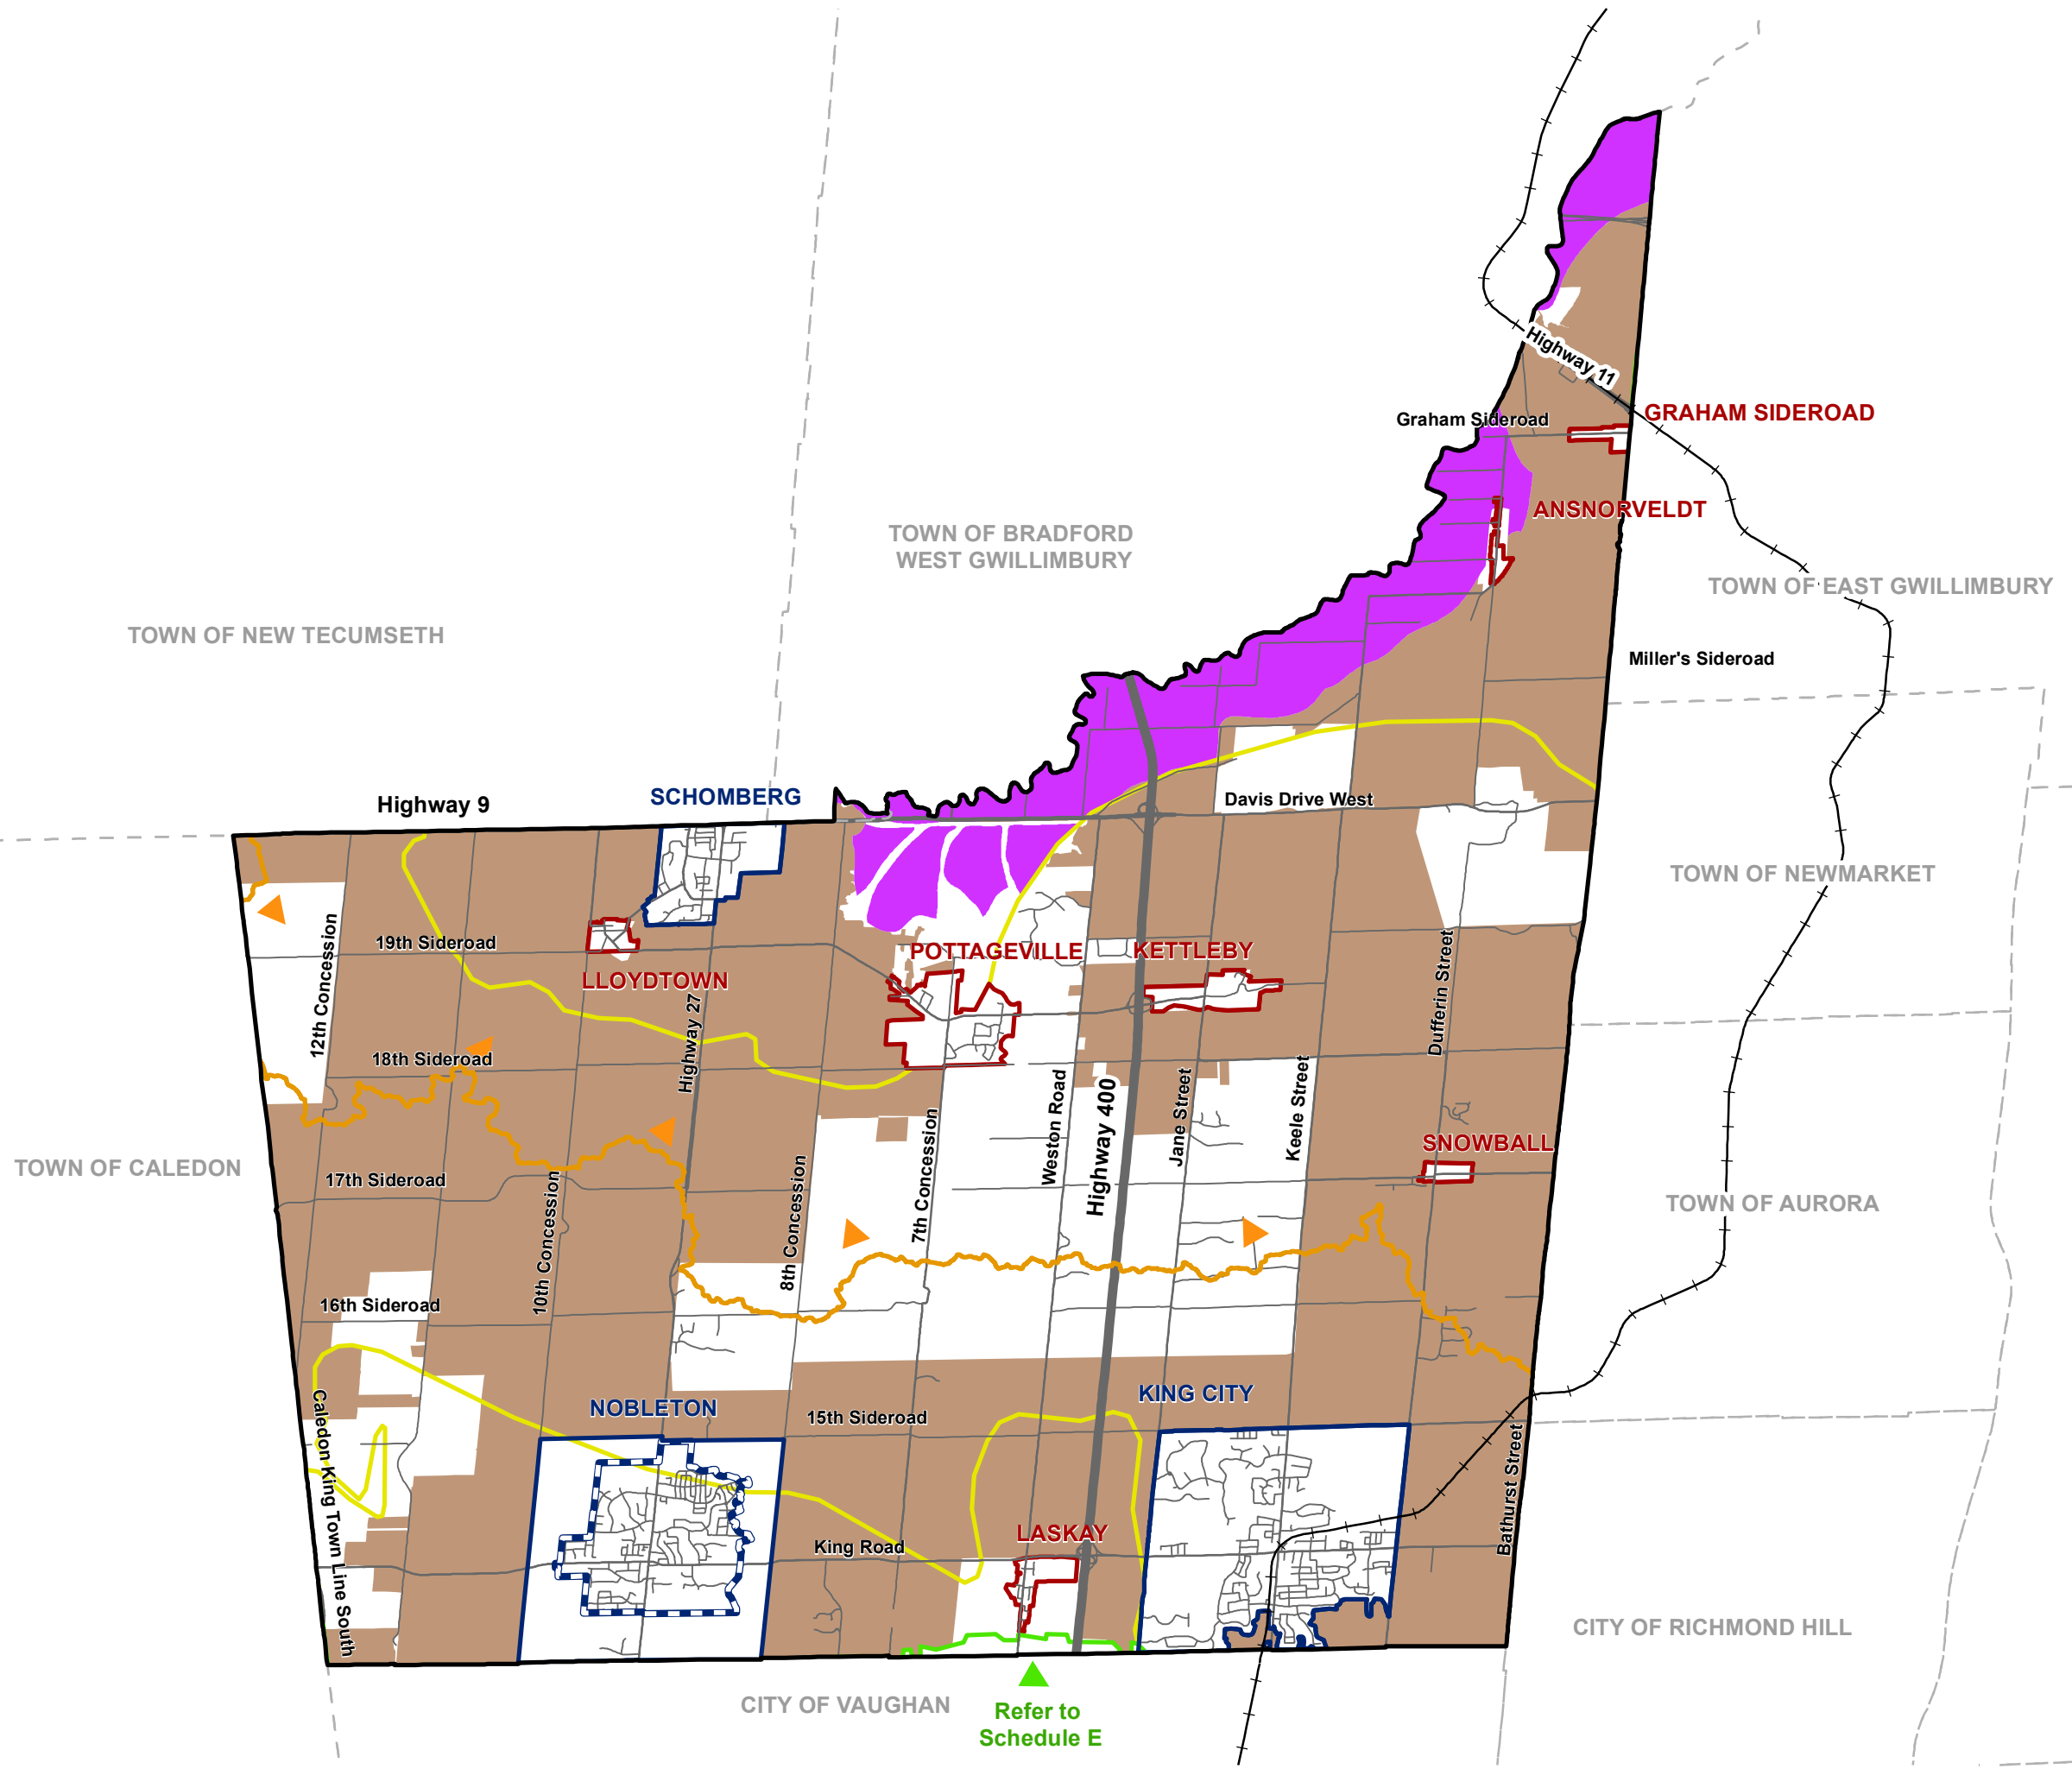 Highway 11
Graham Sideroad
GRAHAM SIDEROAD
ANSNORVELDT
TOWN OF BRADFORD
WEST GWILLIMBURY
TOWN OF EAST GWILLIMBURY
TOWN OF NEW TECUMSETH
Miller's Sideroad
Highway 9
SCHOMBERG
Davis Drive West
TOWN OF NEWMARKET
12th Concession
19th Sideroad
LLOYDTOWN
POTTAGEVILLE
KETTLEBY
Dufferin Street
Highway 27
18th Sideroad
Weston Road
Highway 400
Jane Street
Keele Street
SNOWBALL
TOWN OF CALEDON
17th Sideroad
10th Concession
8th Concession
7th Concession
TOWN OF AURORA
16th Sideroad
Caledon King Town Line South
NOBLETON
15th Sideroad
KING CITY
Bathurst Street
King Road
LASKAY
CITY OF RICHMOND HILL
CITY OF VAUGHAN
Refer to
Schedule E